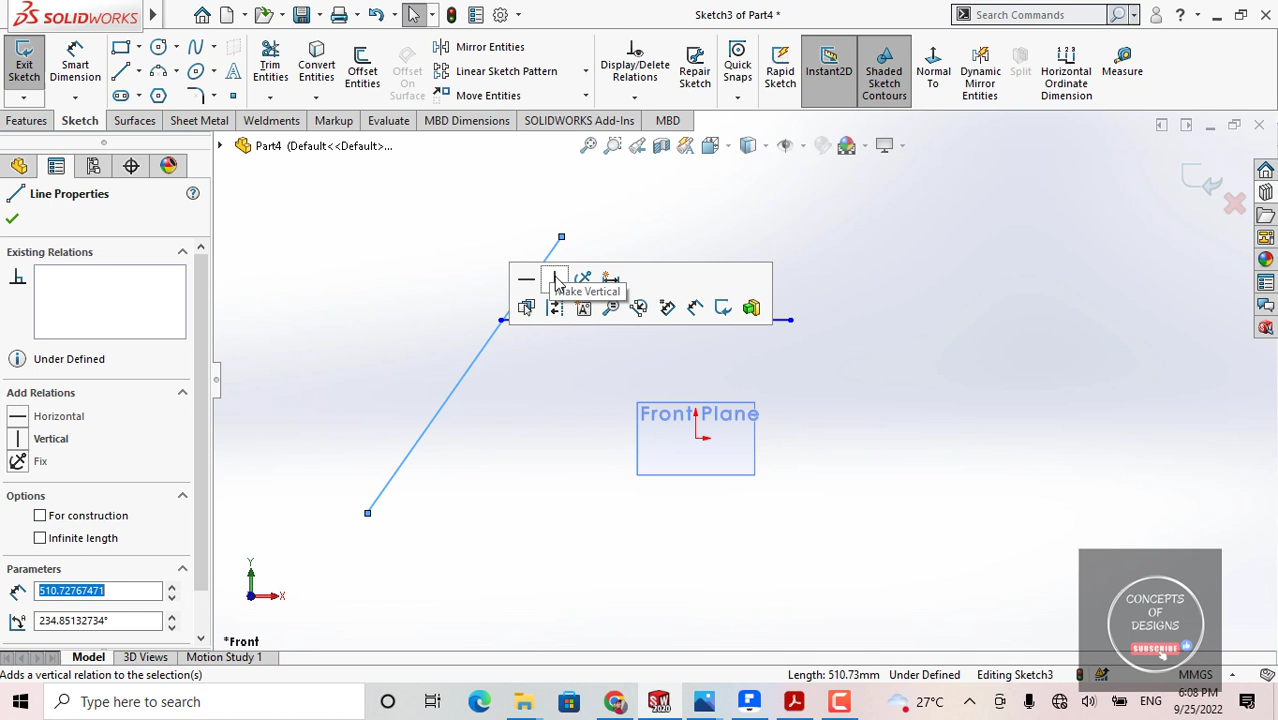 SOLIDWORKS
Sketch3 of Part4 *
Search Commands
Exit Sketch
Smart Dimension
Trim Entities
Convert Entities
Offset Entities
Offset On Surface
Mirror Entities
Linear Sketch Pattern
Move Entities
Display/Delete Relations
Repair Sketch
Quick Snaps
Rapid Sketch
Instant2D
Shaded Sketch Contours
Normal To
Dynamic Mirror Entities
Split
Horizontal Ordinate Dimension
Measure
Features
Sketch
Surfaces
Sheet Metal
Weldments
Markup
Evaluate
MBD Dimensions
SOLIDWORKS Add-Ins
MBD
Part4 (Default<<Default>...
Line Properties
Existing Relations
Under Defined
Add Relations
Horizontal
Vertical
Fix
Options
For construction
Infinite length
Parameters
510.72767471
234.85132734°
Make Vertical
Front Plane
Y
X
*Front
CONCEPTS
OF
DESIGNS
SUBSCRIBE
Model
3D Views
Motion Study 1
Adds a vertical relation to the selection(s)
Length: 510.73mm
Under Defined
Editing Sketch3
MMGS
Type here to search
SW
2020
27°C
ENG
6:08 PM
9/25/2022